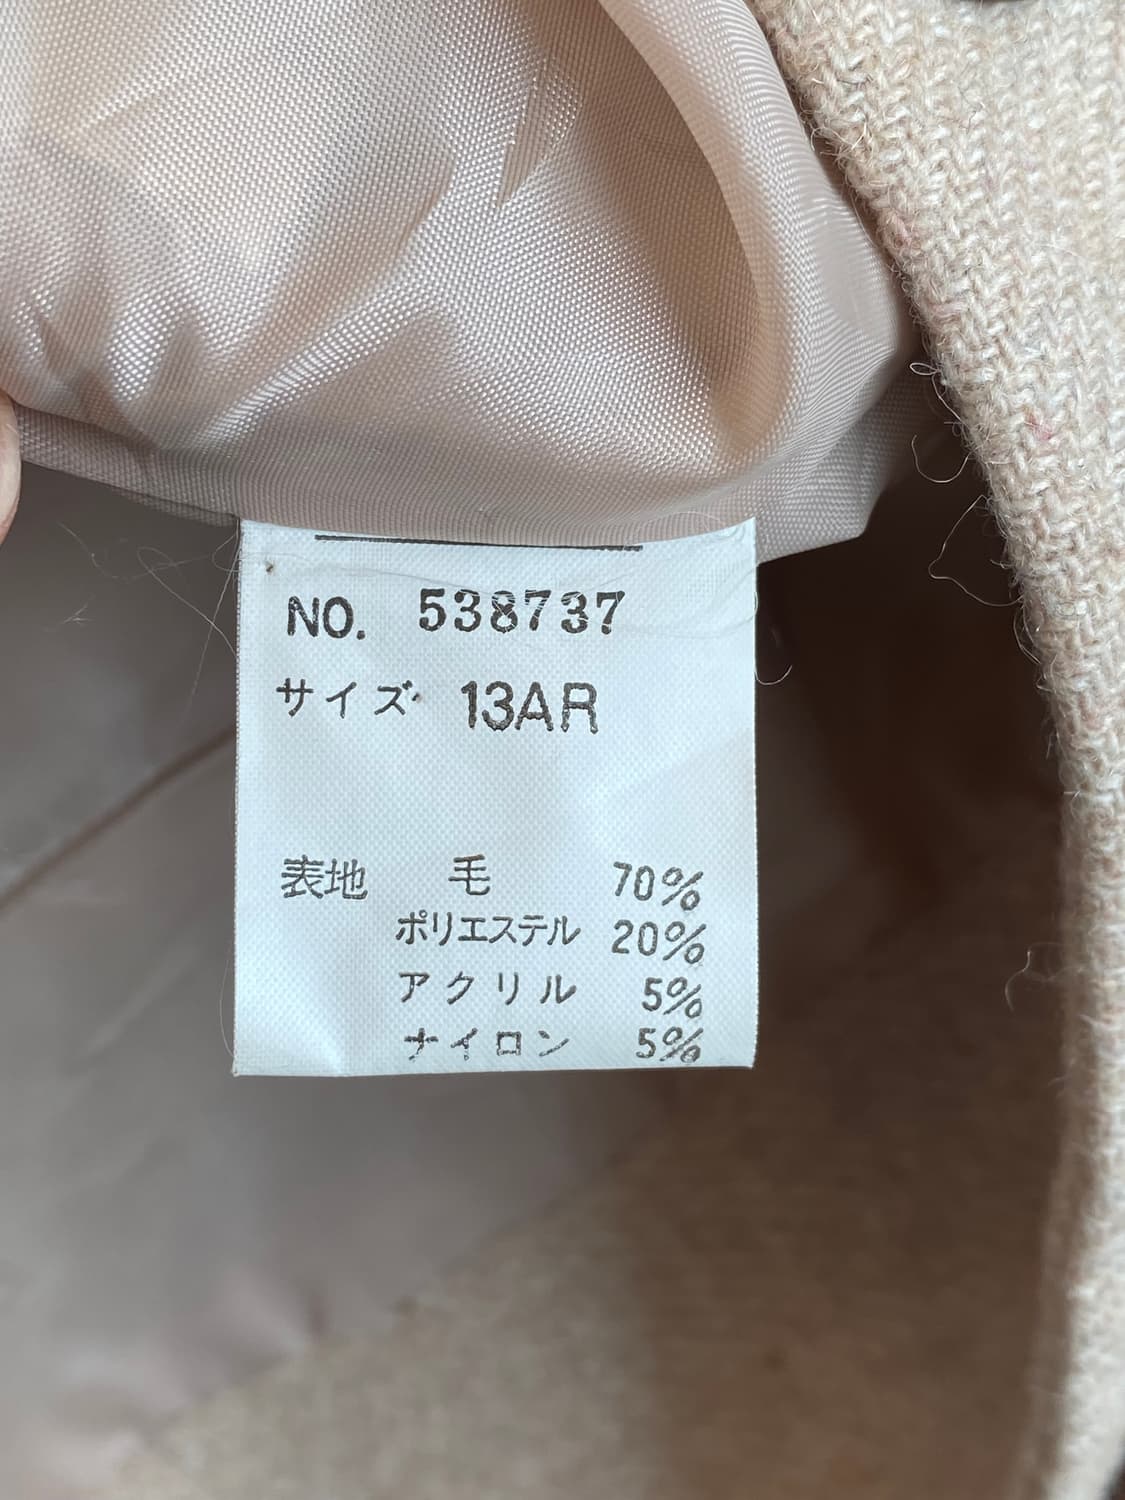 NO. 538737
サイズ 13AR
表地 毛 70%
ポリエステル 20%
アクリル 5%
ナイロン 5%